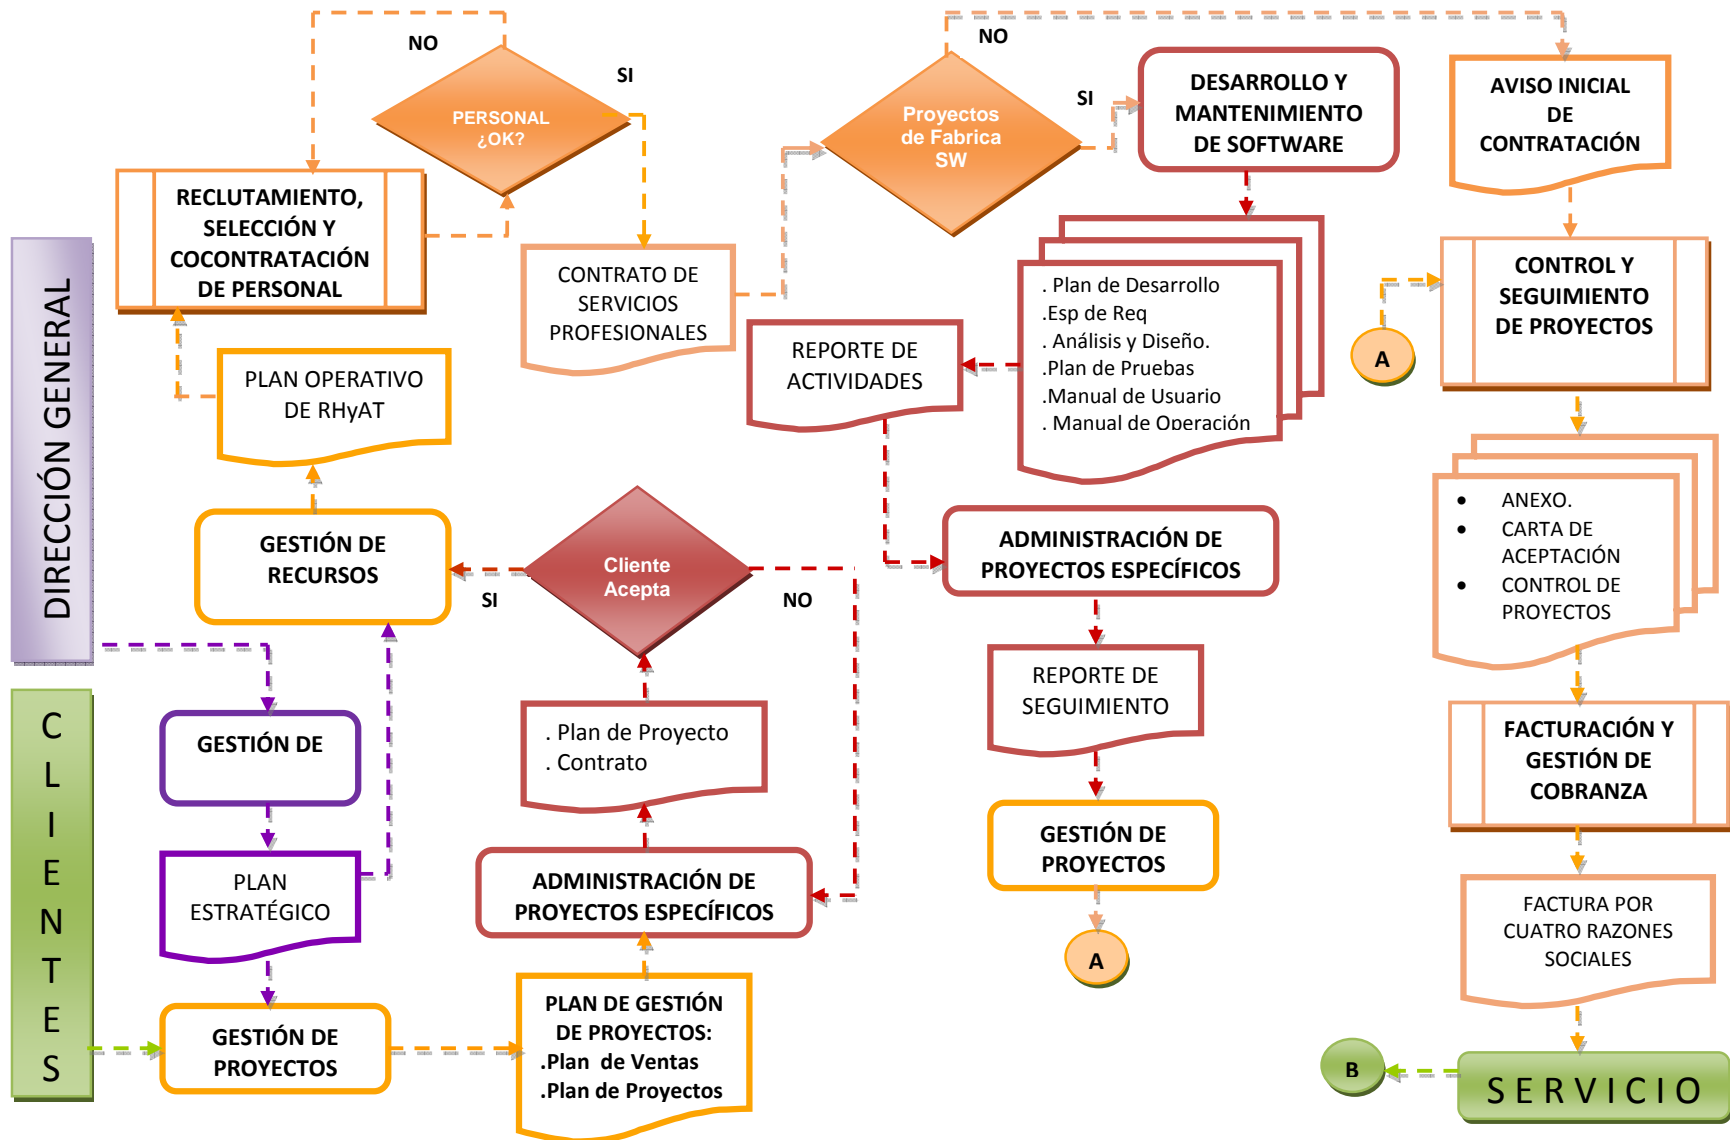 DIRECCIÓN GENERAL
C
L
I
E
N
T
E
S
NO
SI
PERSONAL
¿OK?
RECLUTAMIENTO,
SELECCIÓN Y
COCONTRATACIÓN
DE PERSONAL
PLAN OPERATIVO
DE RHyAT
GESTIÓN DE
RECURSOS
GESTIÓN DE
PLAN
ESTRATÉGICO
GESTIÓN DE
PROYECTOS
CONTRATO DE
SERVICIOS
PROFESIONALES
Cliente
Acepta
SI
NO
. Plan de Proyecto
. Contrato
ADMINISTRACIÓN DE
PROYECTOS ESPECÍFICOS
PLAN DE GESTIÓN
DE PROYECTOS:
.Plan de Ventas
.Plan de Proyectos
Proyectos
de Fabrica
SW
NO
SI
DESARROLLO Y
MANTENIMIENTO
DE SOFTWARE
. Plan de Desarrollo
.Esp de Req
. Análisis y Diseño.
.Plan de Pruebas
.Manual de Usuario
. Manual de Operación
REPORTE DE
ACTIVIDADES
ADMINISTRACIÓN DE
PROYECTOS ESPECÍFICOS
REPORTE DE
SEGUIMIENTO
GESTIÓN DE
PROYECTOS
A
AVISO INICIAL
DE
CONTRATACIÓN
CONTROL Y
SEGUIMIENTO
DE PROYECTOS
A
• ANEXO.
• CARTA DE
ACEPTACIÓN
• CONTROL DE
PROYECTOS
FACTURACIÓN Y
GESTIÓN DE
COBRANZA
FACTURA POR
CUATRO RAZONES
SOCIALES
B
SERVICIO